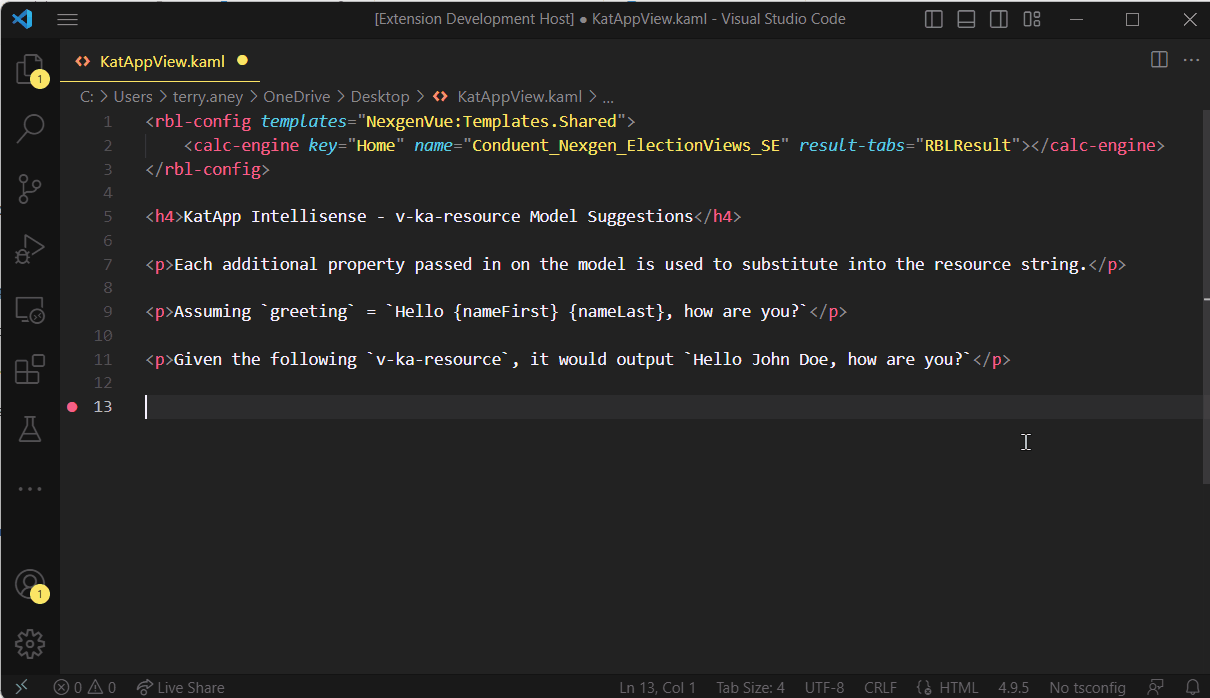 [Extension Development Host] ● KatAppView.kaml - Visual Studio Code
KatAppView.kaml
C: > Users > terry.aney > OneDrive > Desktop > KatAppView.kaml > ...
1 <rbl-config templates="NexgenVue:Templates.Shared">
2 <calc-engine key="Home" name="Conduent_Nexgen_ElectionViews_SE" result-tabs="RBLResult"></calc-engine>
3 </rbl-config>
4
5 <h4>KatApp Intellisense - v-ka-resource Model Suggestions</h4>
6
7 <p>Each additional property passed in on the model is used to substitute into the resource string.</p>
8
9 <p>Assuming `greeting` = `Hello {nameFirst} {nameLast}, how are you?`</p>
10
11 <p>Given the following `v-ka-resource`, it would output `Hello John Doe, how are you?`</p>
12
13
1
1
0 0 Live Share Ln 13, Col 1 Tab Size: 4 UTF-8 CRLF HTML 4.9.5 No tsconfig